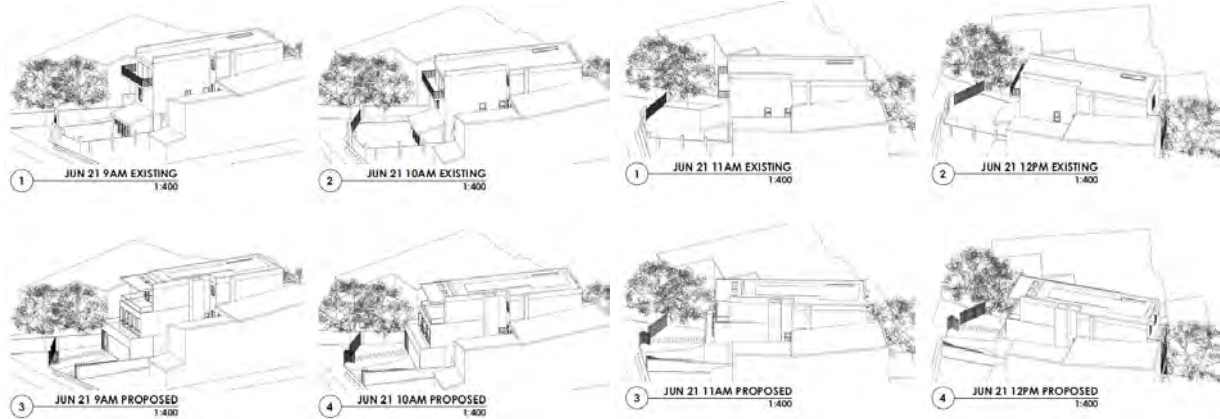 1 JUN 21 9AM EXISTING
1:400
2 JUN 21 10AM EXISTING
1:400
1 JUN 21 11AM EXISTING
1:400
2 JUN 21 12PM EXISTING
1:400
3 JUN 21 9AM PROPOSED
1:400
4 JUN 21 10AM PROPOSED
1:400
3 JUN 21 11AM PROPOSED
1:400
4 JUN 21 12PM PROPOSED
1:400